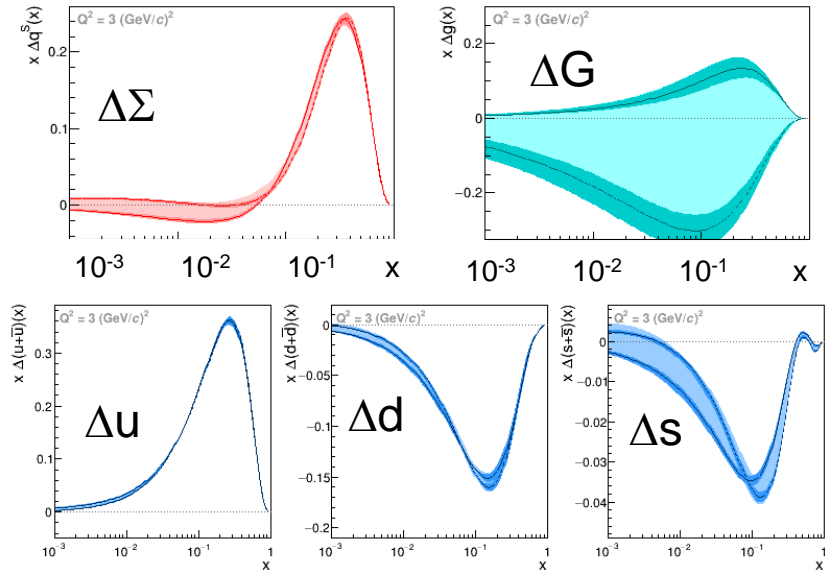 Q² = 3 (GeV/c)²
x Δq^S(x)
ΔΣ
0.2
0.1
0
10⁻³ 10⁻² 10⁻¹ x
Q² = 3 (GeV/c)²
x Δg(x)
ΔG
0.2
0
−0.2
10⁻³ 10⁻² 10⁻¹ x
Q² = 3 (GeV/c)²
x Δ(u+u̅)(x)
Δu
0.3
0.2
0.1
0
10⁻³ 10⁻² 10⁻¹ 1
x
Q² = 3 (GeV/c)²
x Δ(d+d̅)(x)
Δd
0
−0.05
−0.1
−0.15
−0.2
10⁻³ 10⁻² 10⁻¹ 1
x
Q² = 3 (GeV/c)²
x Δ(s+s̅)(x)
Δs
0
−0.01
−0.02
−0.03
−0.04
10⁻³ 10⁻² 10⁻¹ 1
x